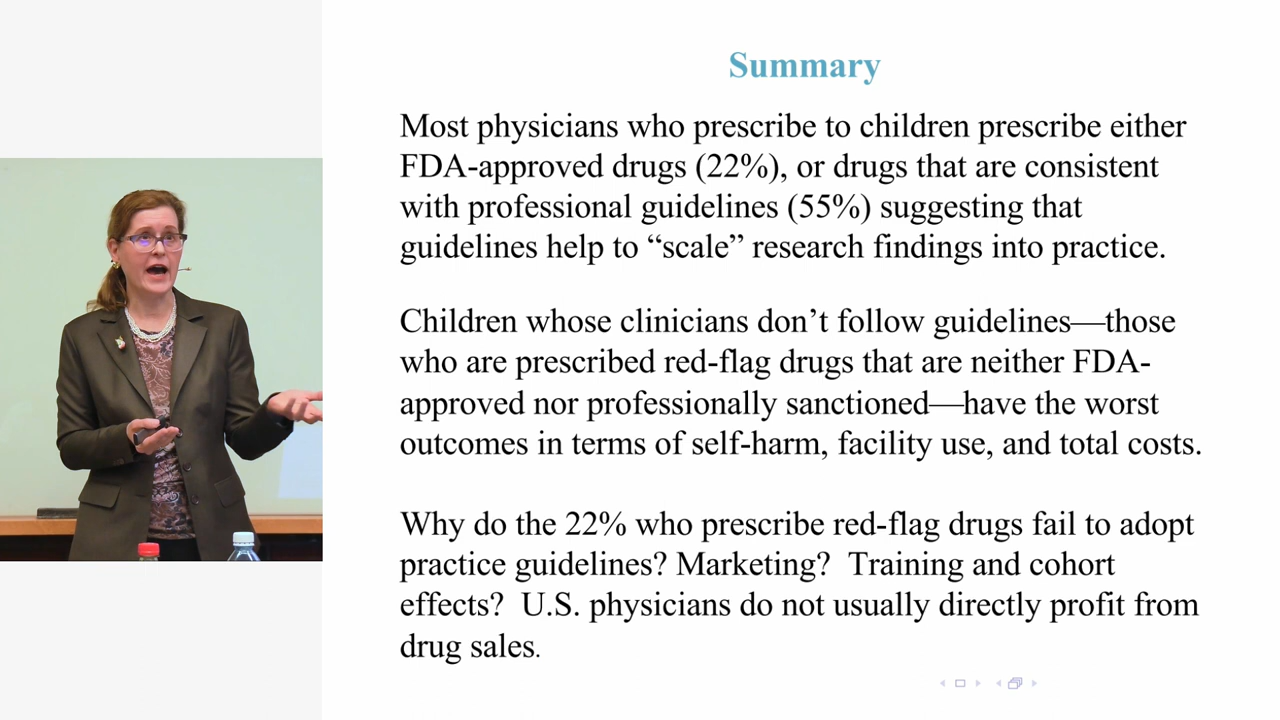 Summary
Most physicians who prescribe to children prescribe either
FDA-approved drugs (22%), or drugs that are consistent
with professional guidelines (55%) suggesting that
guidelines help to “scale” research findings into practice.
Children whose clinicians don’t follow guidelines—those
who are prescribed red-flag drugs that are neither FDA-
approved nor professionally sanctioned—have the worst
outcomes in terms of self-harm, facility use, and total costs.
Why do the 22% who prescribe red-flag drugs fail to adopt
practice guidelines? Marketing?  Training and cohort
effects?  U.S. physicians do not usually directly profit from
drug sales.